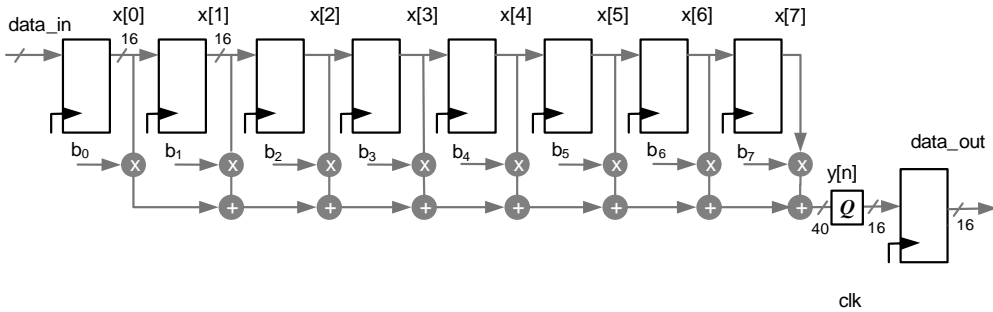 data_in
x[0]
x[1]
x[2]
x[3]
x[4]
x[5]
x[6]
x[7]
16
16
b0
b1
b2
b3
b4
b5
b6
b7
x
x
x
x
x
x
x
x
data_out
y[n]
+
+
+
+
+
+
+
Q
40
16
16
clk